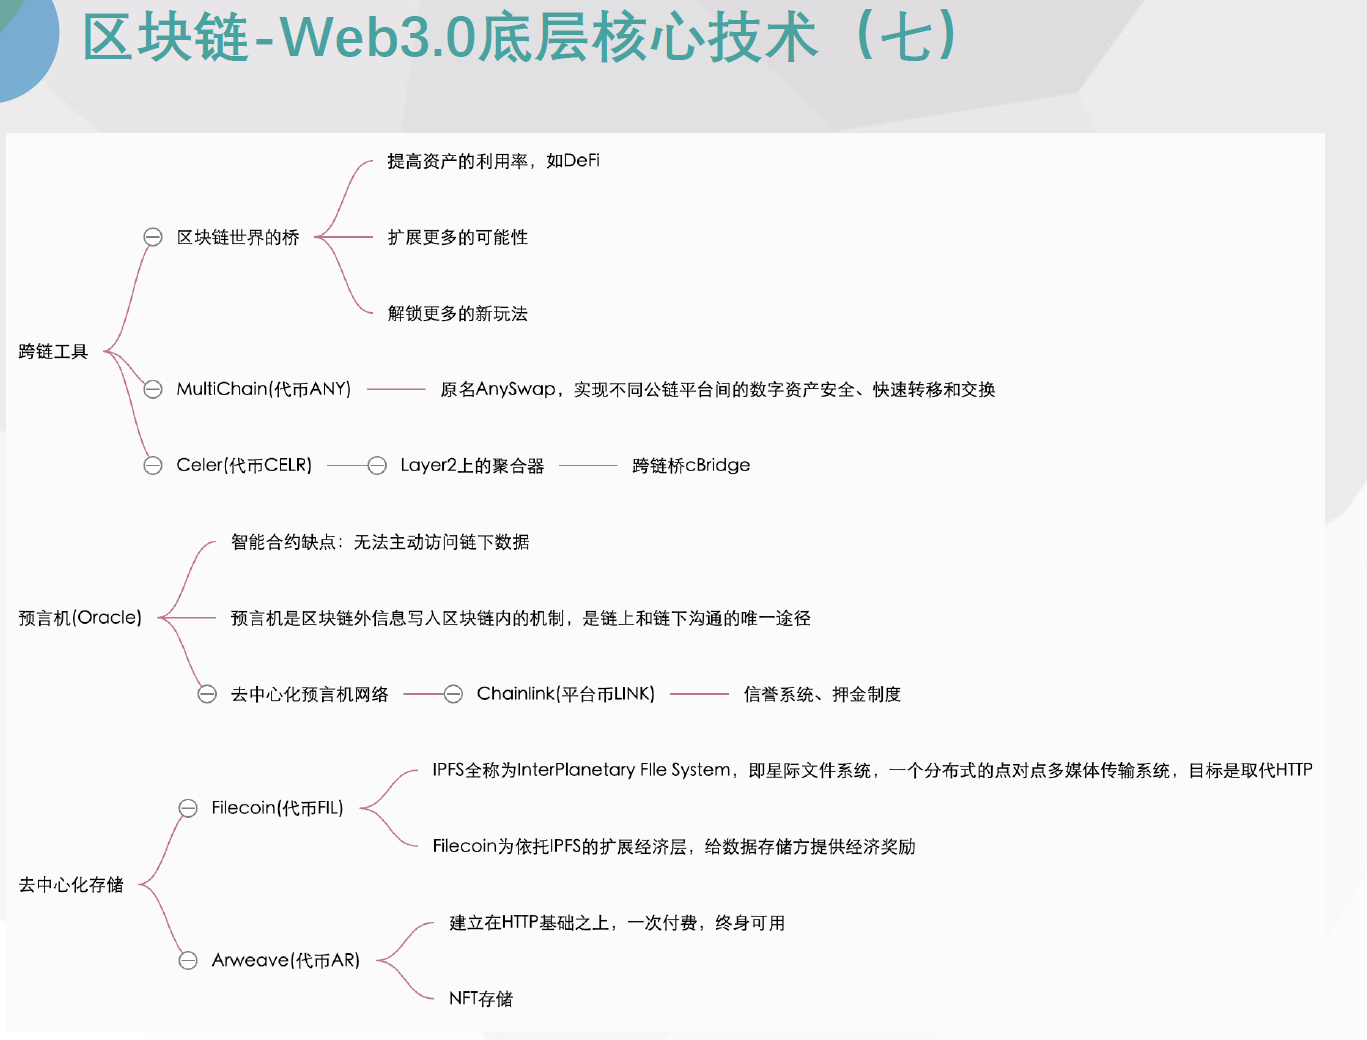 区块链-Web3.0底层核心技术（七）
提高资产的利用率，如DeFi
区块链世界的桥
扩展更多的可能性
解锁更多的新玩法
跨链工具
MultiChain(代币ANY)
原名AnySwap，实现不同公链平台间的数字资产安全、快速转移和交换
Celer(代币CELR)
Layer2上的聚合器
跨链桥cBridge
智能合约缺点：无法主动访问链下数据
预言机(Oracle)
预言机是区块链外信息写入区块链内的机制，是链上和链下沟通的唯一途径
去中心化预言机网络
Chainlink(平台币LINK)
信誉系统、押金制度
IPFS全称为InterPlanetary FIle System，即星际文件系统，一个分布式的点对点多媒体传输系统，目标是取代HTTP
Filecoin(代币FIL)
Filecoin为依托IPFS的扩展经济层，给数据存储方提供经济奖励
去中心化存储
建立在HTTP基础之上，一次付费，终身可用
Arweave(代币AR)
NFT存储